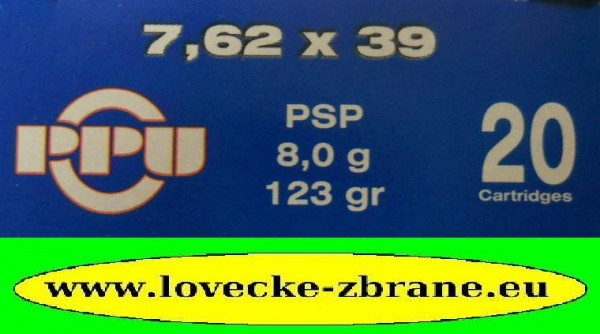 7,62 x 39
PPU
PSP
8,0 g
123 gr
20
Cartridges
www.lovecke-zbrane.eu